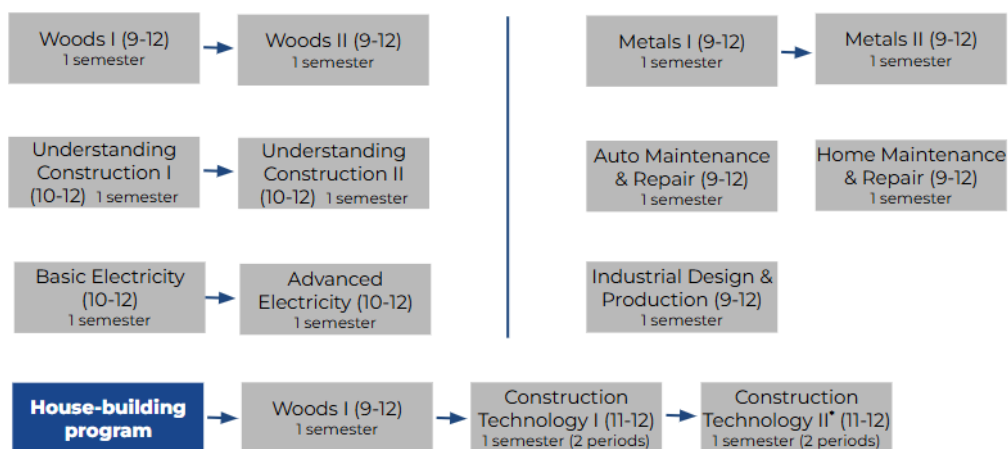 Woods I (9-12)
1 semester
Woods II (9-12)
1 semester
Metals I (9-12)
1 semester
Metals II (9-12)
1 semester
Understanding
Construction I
(10-12) 1 semester
Understanding
Construction II
(10-12) 1 semester
Auto Maintenance
& Repair (9-12)
1 semester
Home Maintenance
& Repair (9-12)
1 semester
Basic Electricity
(10-12)
1 semester
Advanced
Electricity (10-12)
1 semester
Industrial Design &
Production (9-12)
1 semester
House-building
program
Woods I (9-12)
1 semester
Construction
Technology I (11-12)
1 semester (2 periods)
Construction
Technology II* (11-12)
1 semester (2 periods)